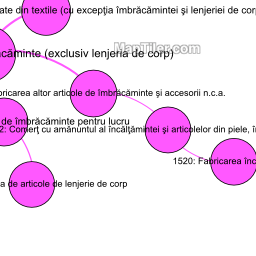 ate din textile (cu excepţia îmbrăcămintei şi lenjeriei de cor
MapTiler.com
căminte (exclusiv lenjeria de corp)
bricarea altor articole de îmbrăcăminte şi accesorii n.c.a.
de îmbrăcăminte pentru lucru
2: Comerţ cu amănuntul al încălţămintei şi articolelor din piele, în
1520: Fabricarea înc
a de articole de lenjerie de corp